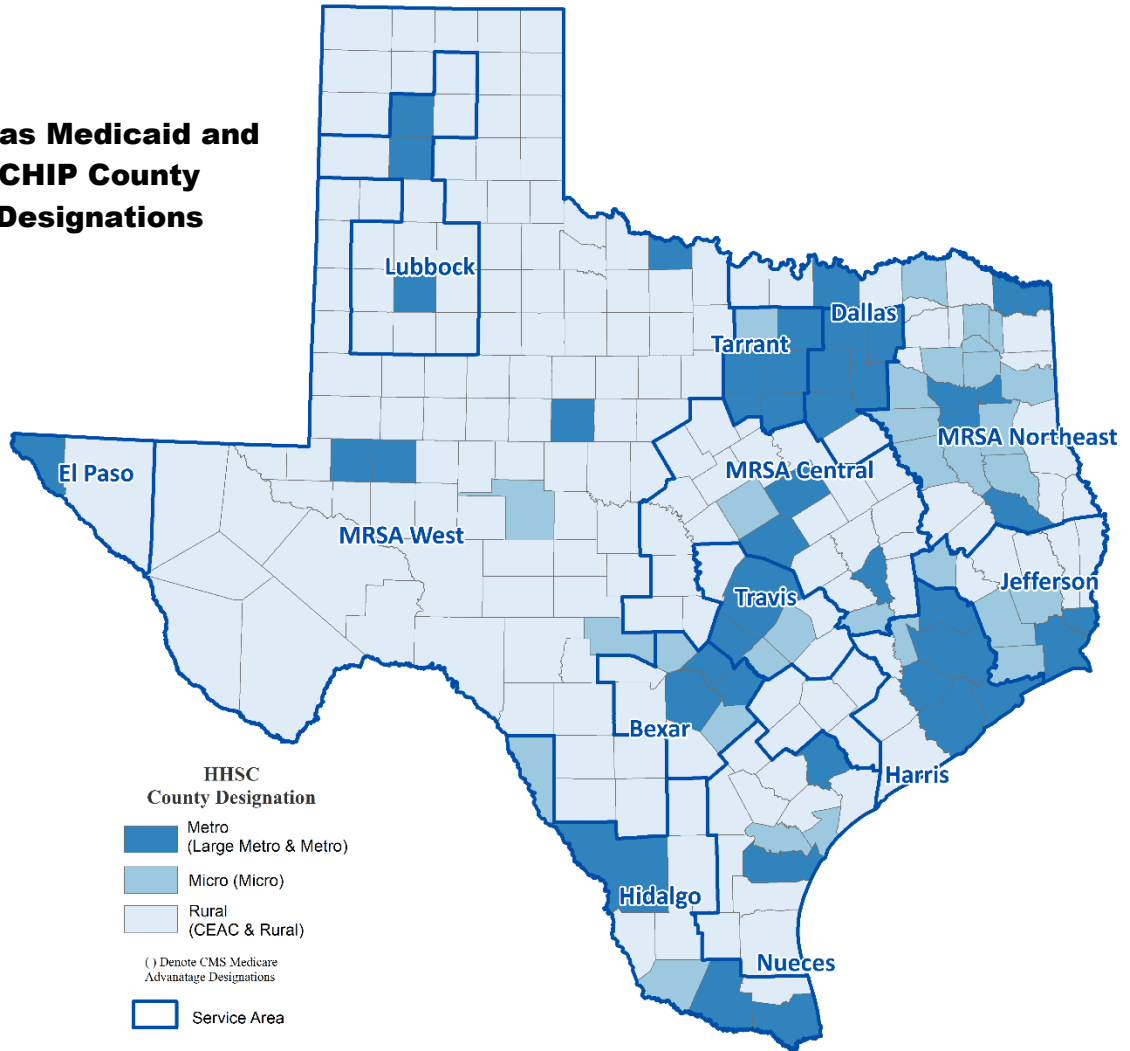 as Medicaid and
CHIP County
Designations
Lubbock
Dallas
Tarrant
MRSA Northeast
El Paso
MRSA Central
MRSA West
Jefferson
Travis
Bexar
Harris
Hidalgo
Nueces
HHSC
County Designation
Metro
(Large Metro & Metro)
Micro (Micro)
Rural
(CEAC & Rural)
( ) Denote CMS Medicare
Advanatage Designations
Service Area